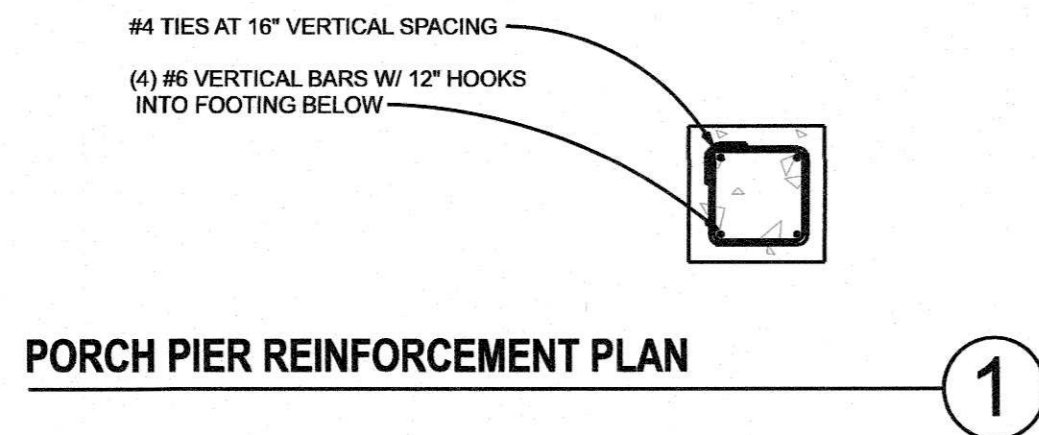 #4 TIES AT 16" VERTICAL SPACING
(4) #6 VERTICAL BARS W/ 12" HOOKS
INTO FOOTING BELOW
PORCH PIER REINFORCEMENT PLAN
1